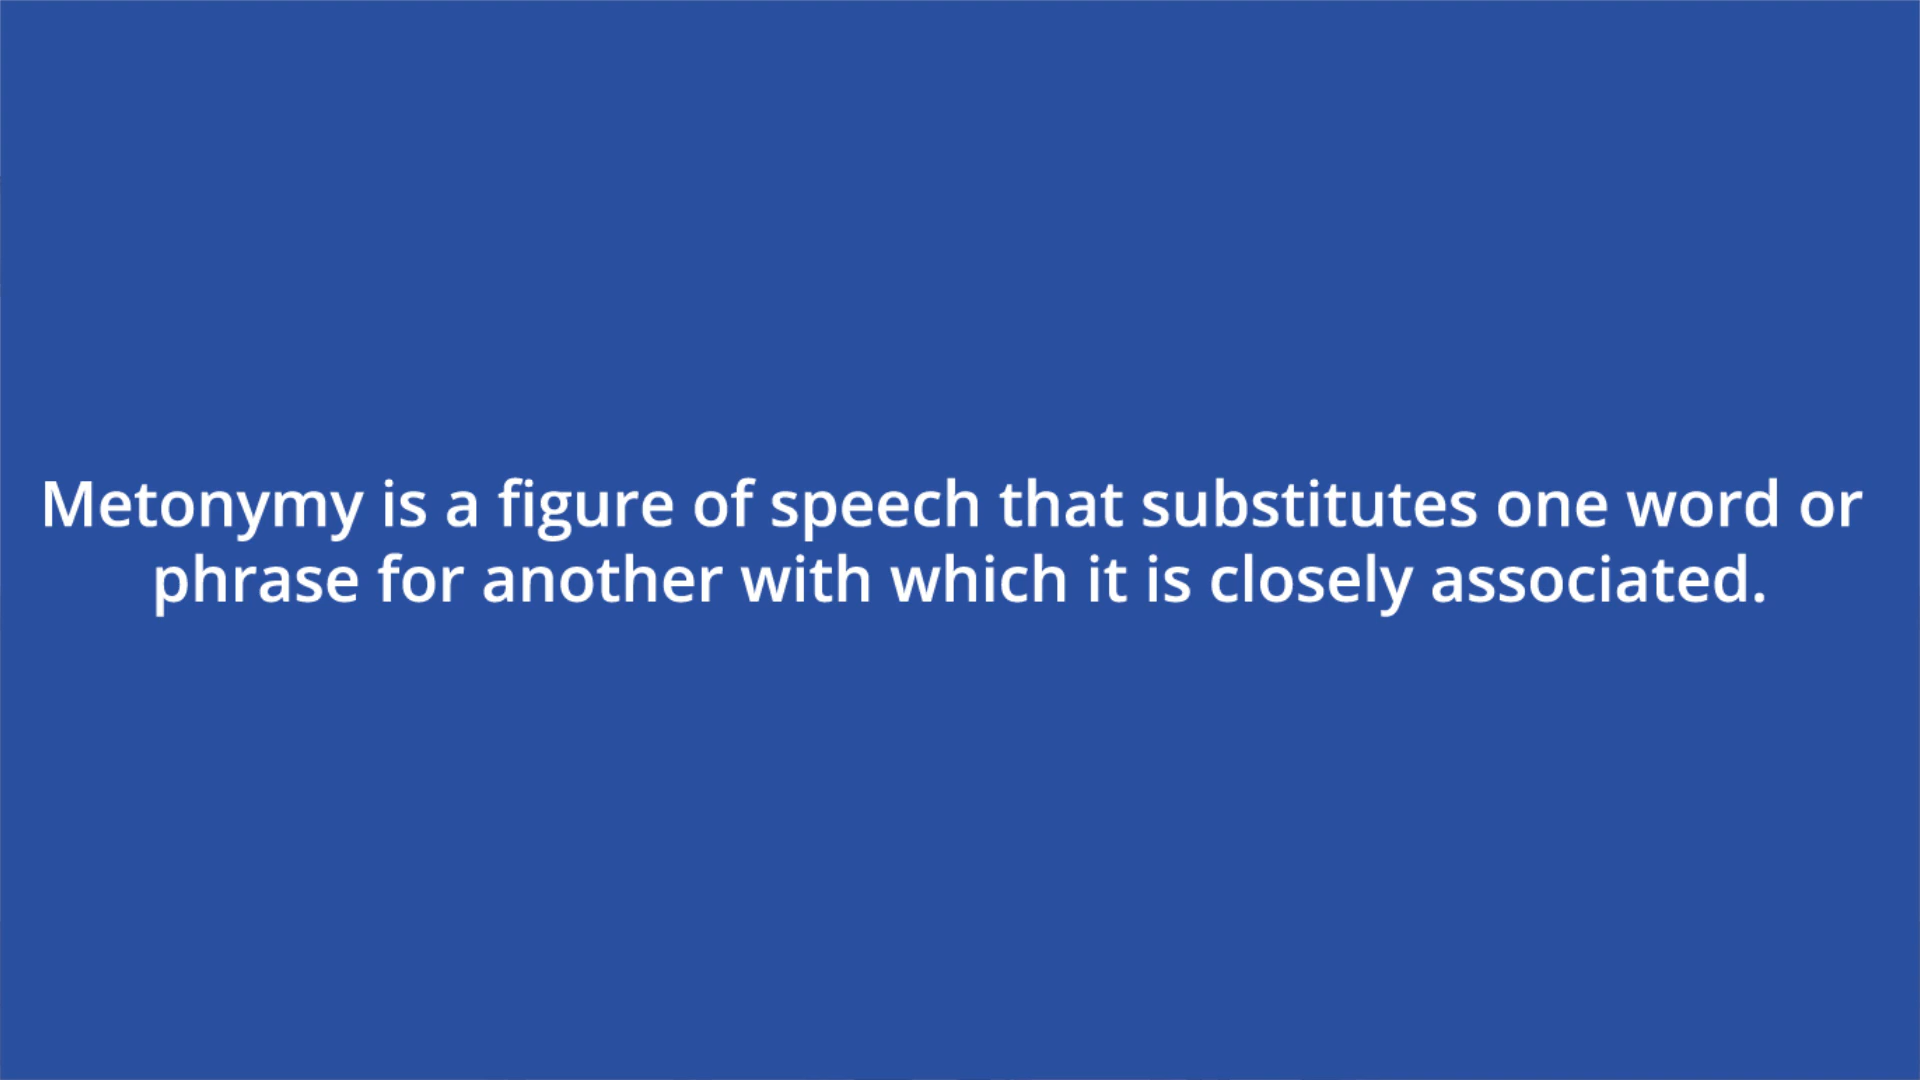 Metonymy is a figure of speech that substitutes one word or
phrase for another with which it is closely associated.